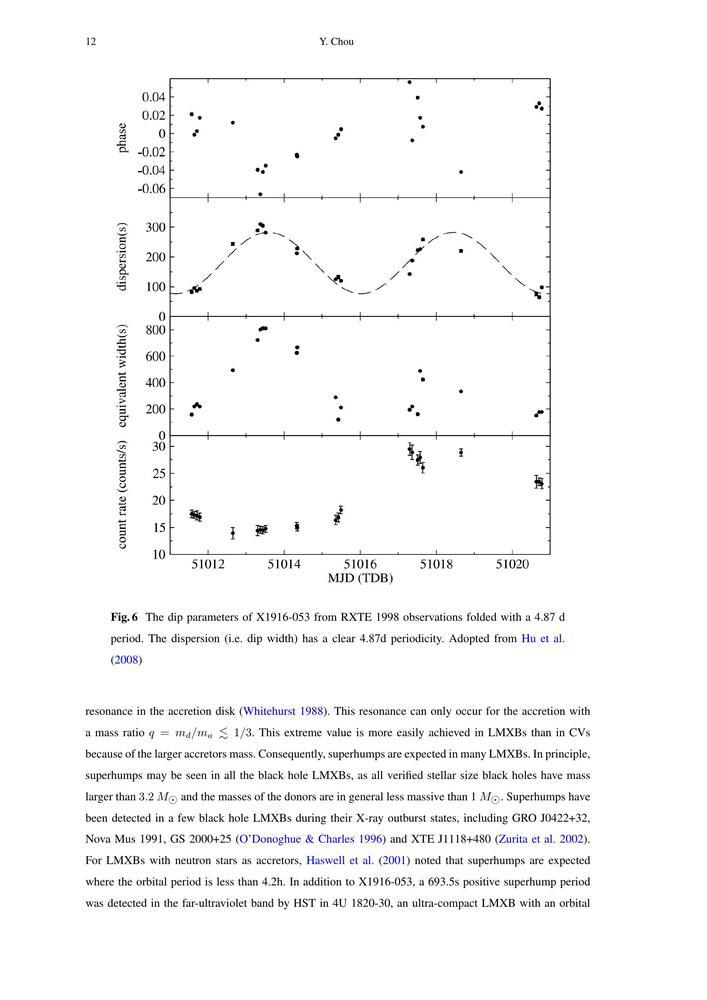 12
Y. Chou
0.04
0.02
0
-0.02
-0.04
-0.06
phase
300
200
100
0
dispersion(s)
800
600
400
200
0
equivalent width(s)
30
25
20
15
10
count rate (counts/s)
51012 51014 51016 51018 51020
MJD (TDB)
Fig. 6 The dip parameters of X1916-053 from RXTE 1998 observations folded with a 4.87 d
period. The dispersion (i.e. dip width) has a clear 4.87d periodicity. Adopted from Hu et al.
(2008)
resonance in the accretion disk (Whitehurst 1988). This resonance can only occur for the accretion with
a mass ratio q = m_d/m_a ≲ 1/3. This extreme value is more easily achieved in LMXBs than in CVs
because of the larger accretors mass. Consequently, superhumps are expected in many LMXBs. In principle,
superhumps may be seen in all the black hole LMXBs, as all verified stellar size black holes have mass
larger than 3.2 M⊙ and the masses of the donors are in general less massive than 1 M⊙. Superhumps have
been detected in a few black hole LMXBs during their X-ray outburst states, including GRO J0422+32,
Nova Mus 1991, GS 2000+25 (O'Donoghue & Charles 1996) and XTE J1118+480 (Zurita et al. 2002).
For LMXBs with neutron stars as accretors, Haswell et al. (2001) noted that superhumps are expected
where the orbital period is less than 4.2h. In addition to X1916-053, a 693.5s positive superhump period
was detected in the far-ultraviolet band by HST in 4U 1820-30, an ultra-compact LMXB with an orbital